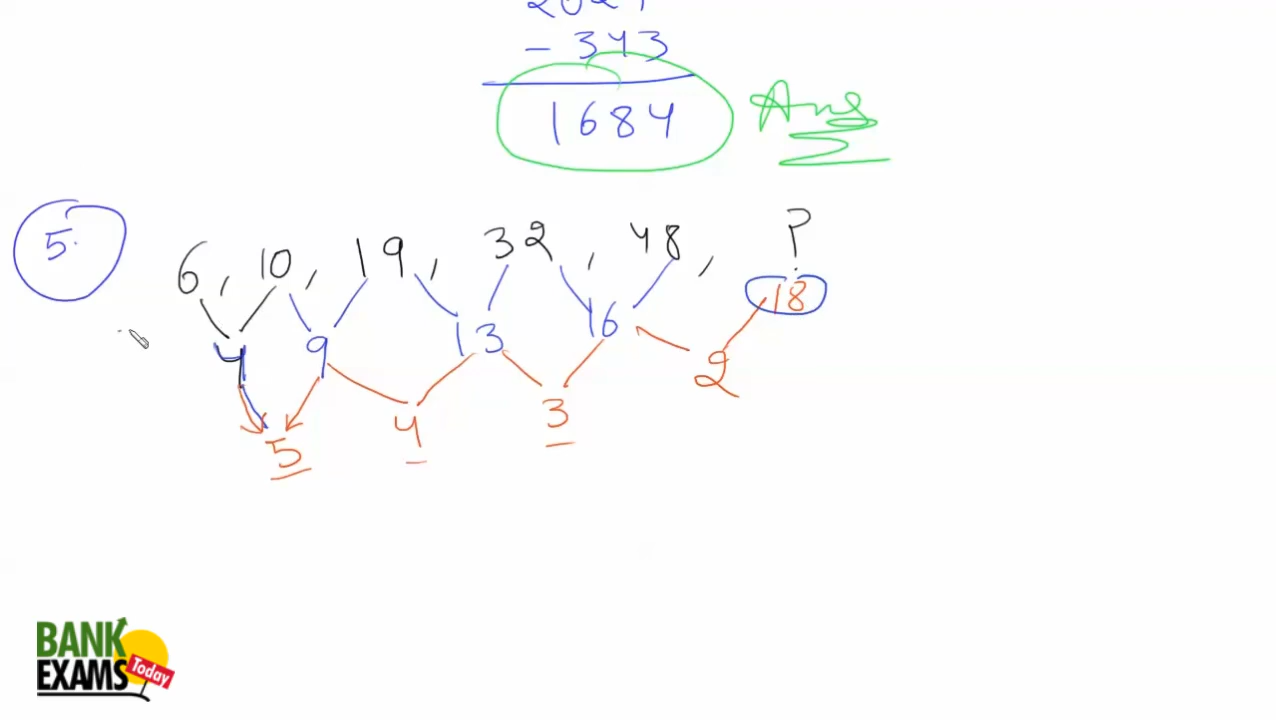 - 343
1684 Ans
5. 6, 10, 19, 32, 48, ?
4 9 13 16 18
5 4 3 2
BANK
EXAMS Today